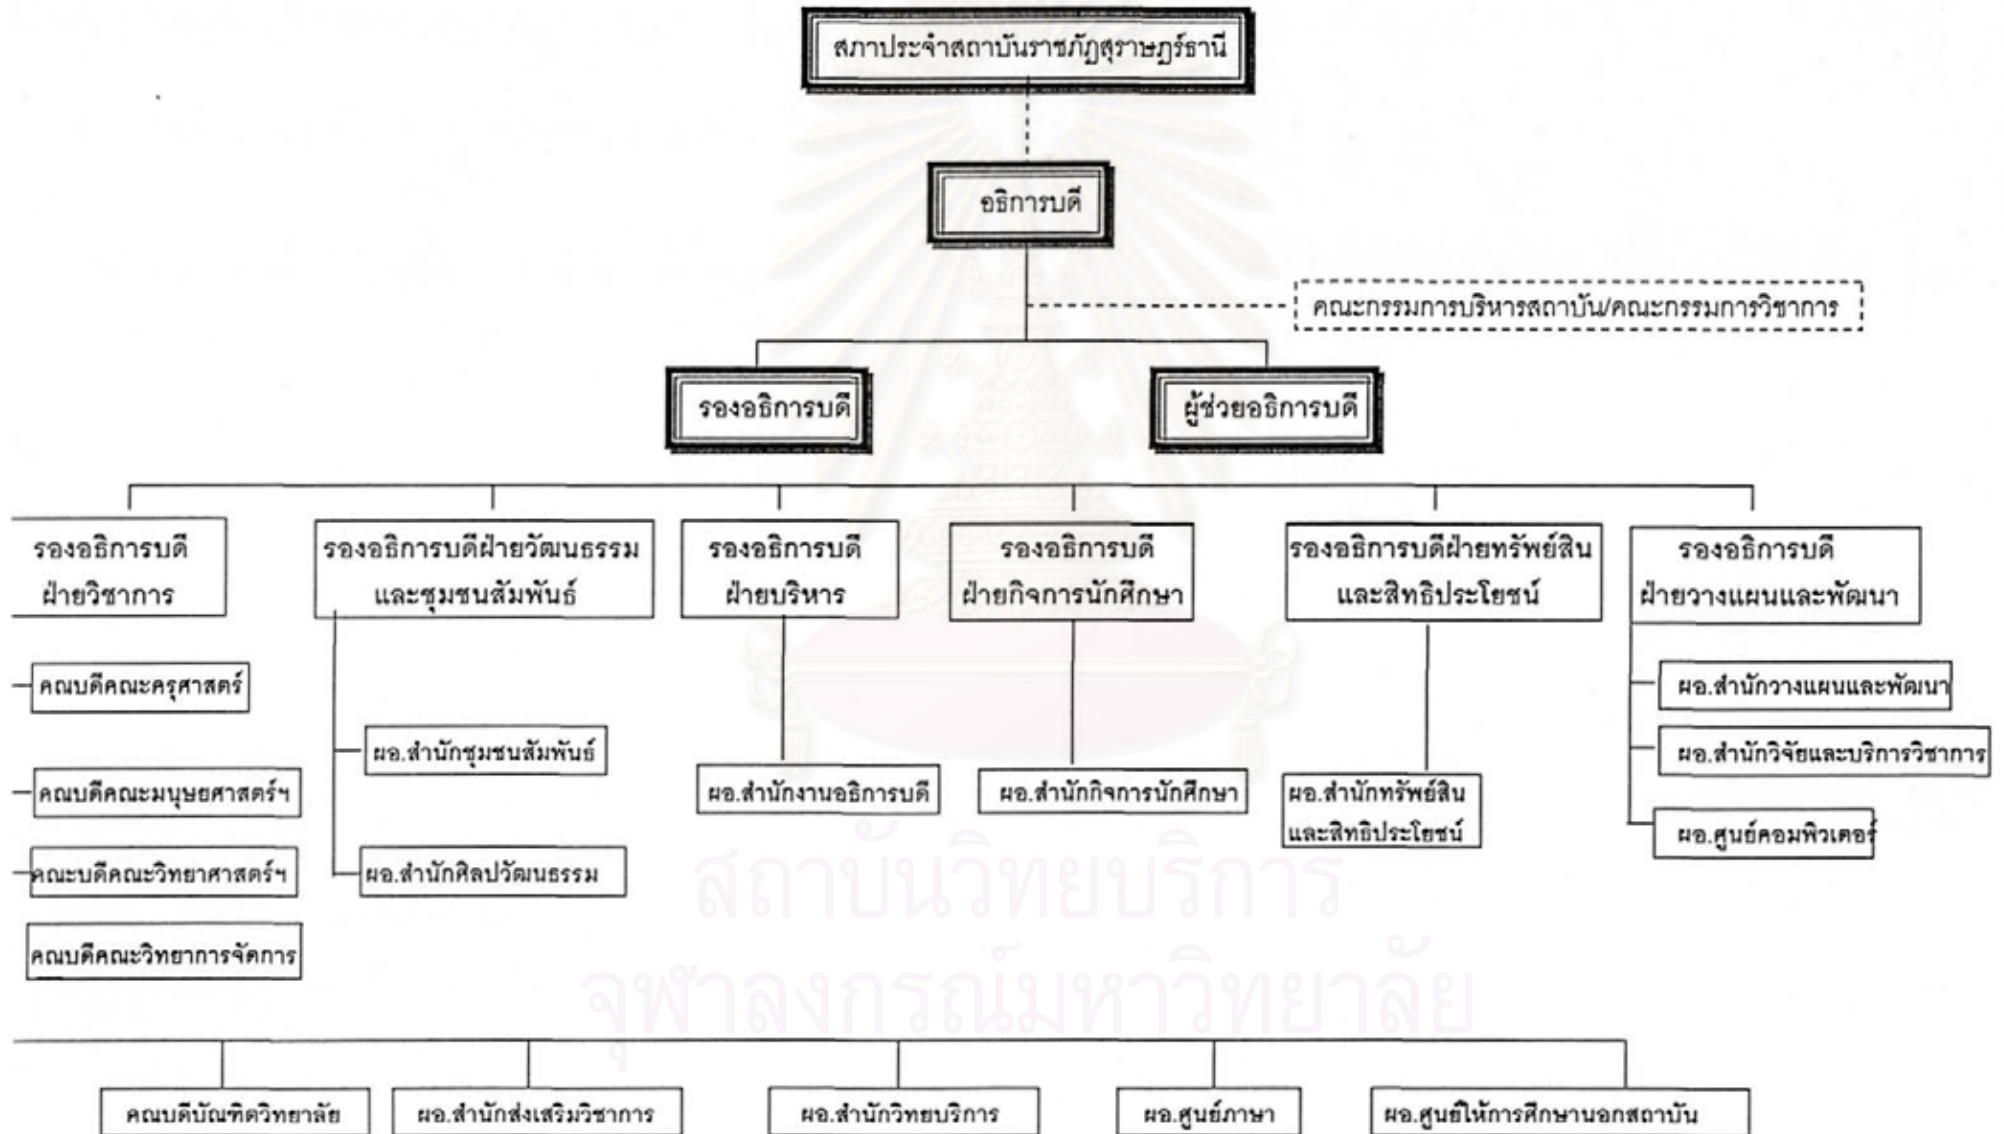 สภาประจำสถาบันราชภัฏสุราษฎร์ธานี
อธิการบดี
คณะกรรมการบริหารสถาบัน/คณะกรรมการวิชาการ
รองอธิการบดี
ผู้ช่วยอธิการบดี
รองอธิการบดี
ฝ่ายวิชาการ
รองอธิการบดีฝ่ายวัฒนธรรม
และชุมชนสัมพันธ์
รองอธิการบดี
ฝ่ายบริหาร
รองอธิการบดี
ฝ่ายกิจการนักศึกษา
รองอธิการบดีฝ่ายทรัพย์สิน
และสิทธิประโยชน์
รองอธิการบดี
ฝ่ายวางแผนและพัฒนา
คณบดีคณะครุศาสตร์
คณบดีคณะมนุษยศาสตร์ฯ
คณะบดีคณะวิทยาศาสตร์ฯ
คณบดีคณะวิทยาการจัดการ
ผอ.สำนักชุมชนสัมพันธ์
ผอ.สำนักศิลปวัฒนธรรม
ผอ.สำนักงานอธิการบดี
ผอ.สำนักกิจการนักศึกษา
ผอ.สำนักทรัพย์สิน
และสิทธิประโยชน์
ผอ.สำนักวางแผนและพัฒนา
ผอ.สำนักวิจัยและบริการวิชาการ
ผอ.ศูนย์คอมพิวเตอร์
สถาบันวิทยบริการ
จุฬาลงกรณ์มหาวิทยาลัย
คณบดีบัณฑิตวิทยาลัย
ผอ.สำนักส่งเสริมวิชาการ
ผอ.สำนักวิทยบริการ
ผอ.ศูนย์ภาษา
ผอ.ศูนย์ให้การศึกษานอกสถาบัน